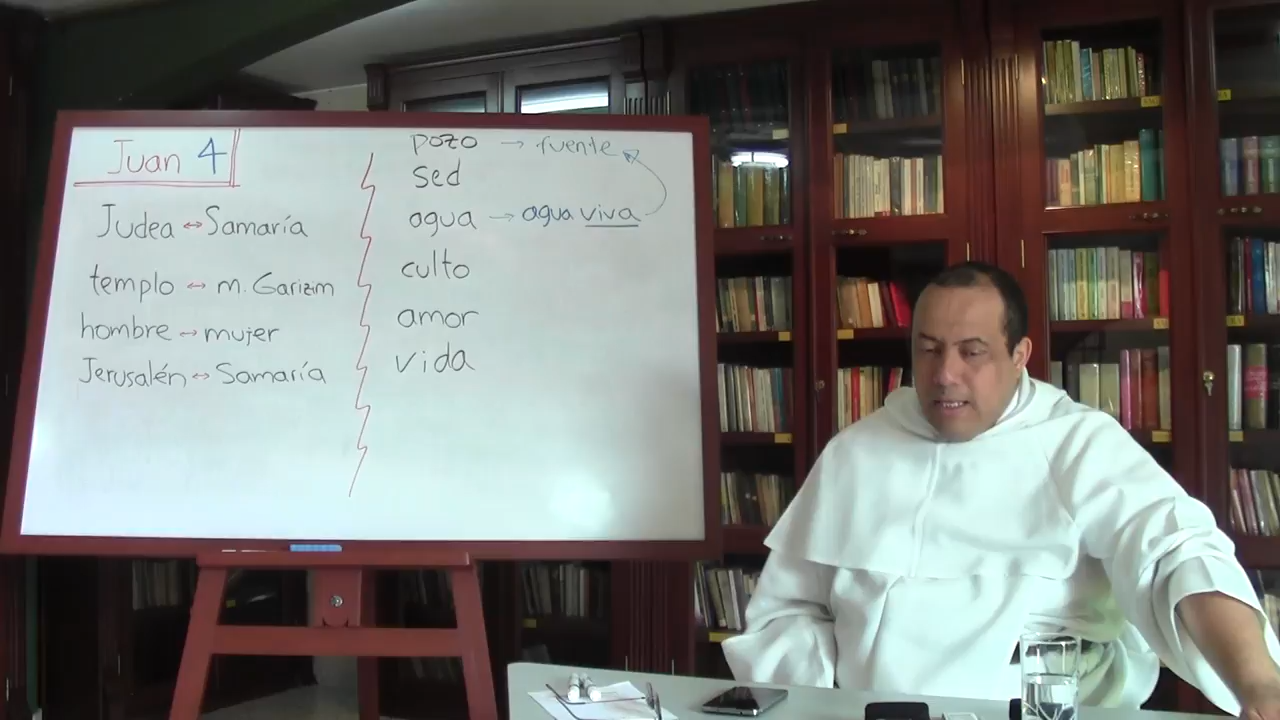 Juan 4
Judea ↔ Samaría
templo ↔ m. Garizim
hombre ↔ mujer
Jerusalén ↔ Samaría
pozo → fuente
sed
agua → agua viva
culto
amor
vida